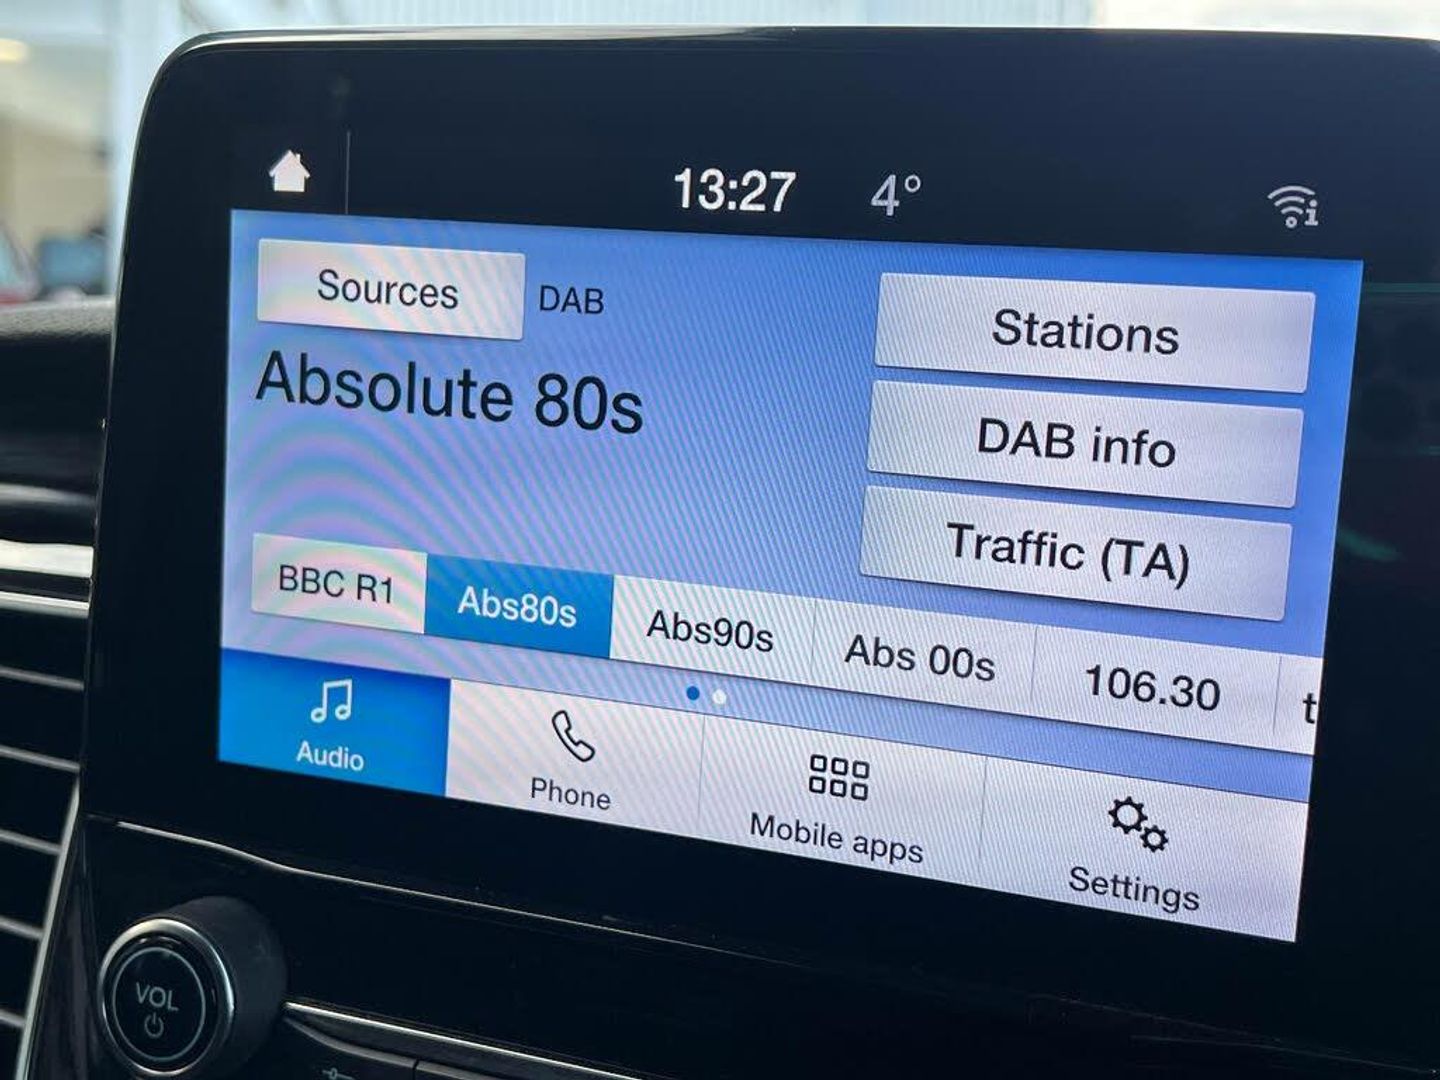 13:27 4°
Sources DAB
Stations
Absolute 80s
DAB info
Traffic (TA)
BBC R1 Abs80s Abs90s Abs 00s 106.30 t
Audio Phone Mobile apps Settings
VOL